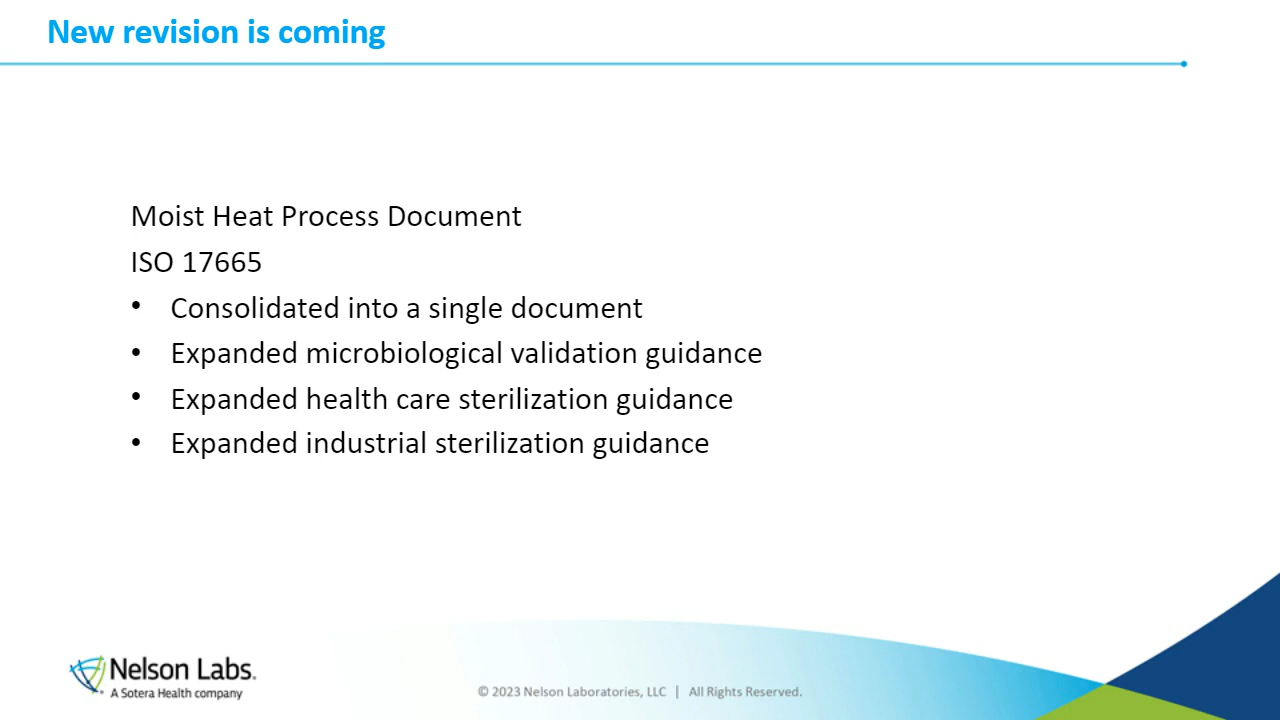 New revision is coming
Moist Heat Process Document
ISO 17665
• Consolidated into a single document
• Expanded microbiological validation guidance
• Expanded health care sterilization guidance
• Expanded industrial sterilization guidance
Nelson Labs.
A Sotera Health company
© 2023 Nelson Laboratories, LLC | All Rights Reserved.